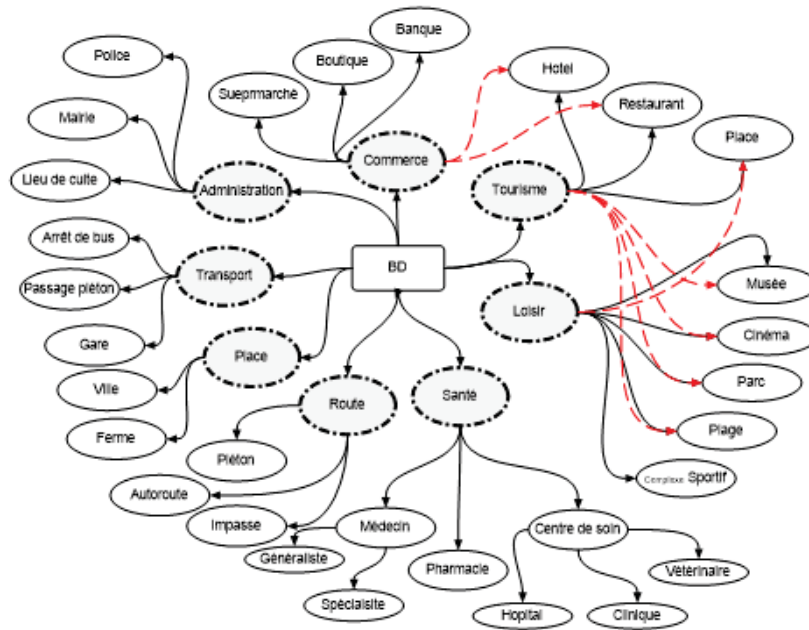 Banque
Police
Boutique
Hotel
Sueprmarché
Restaurant
Mairie
Place
Commerce
Lieu de culte
Administration
Tourisme
Arrêt de bus
BD
Transport
Musée
Passage piéton
Loisir
Cinéma
Gare
Place
Ville
Parc
Route
Santé
Ferme
Plage
Piéton
Complexe Sportif
Autoroute
Impasse
Médecin
Centre de soin
Généraliste
Pharmacie
Vétérinaire
Spécialsite
Hopital
Clinique